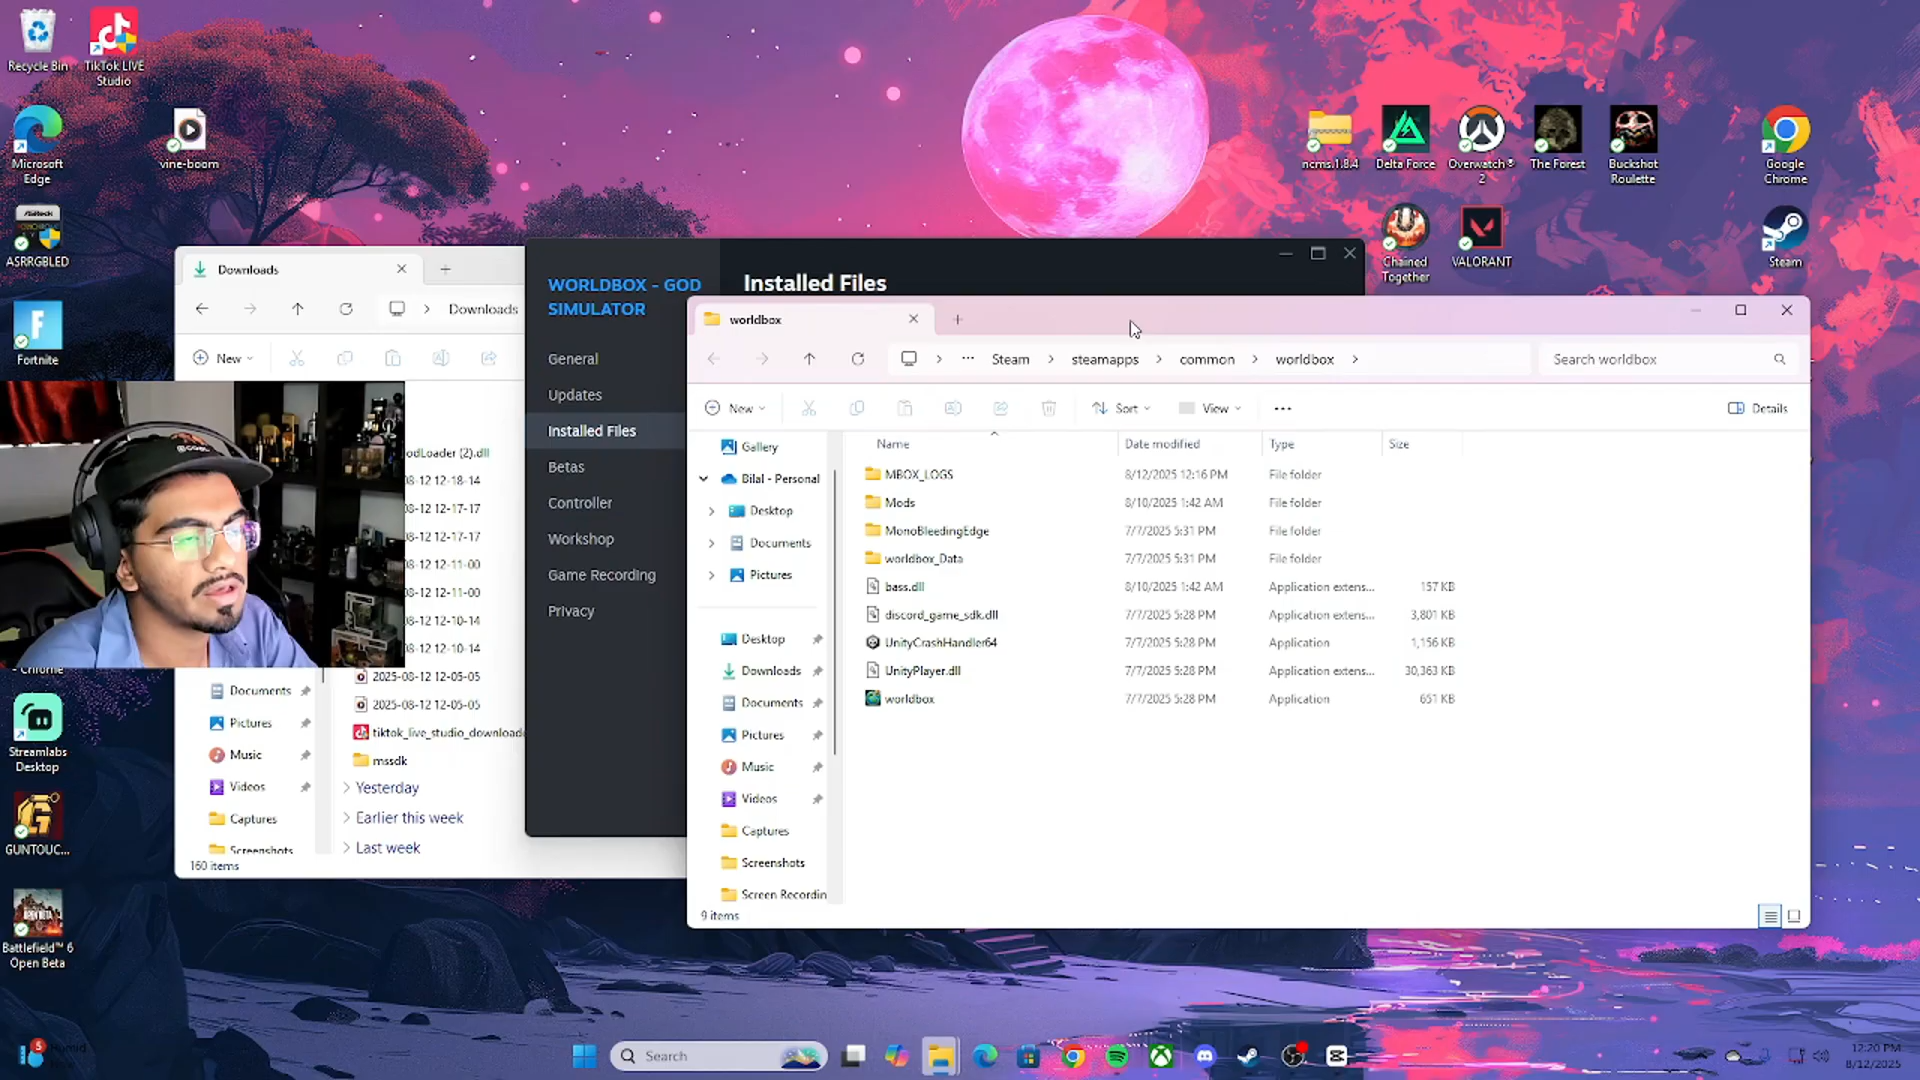 Recycle Bin
TikTok LIVE
Studio
Microsoft
Edge
vine-boom
ASRRGBLED
Fortnite
Streamlabs
Desktop
GUNTOUC...
Battlefield™ 6
Open Beta
ncms.1.8.4
Delta Force
Overwatch®
2
The Forest
Buckshot
Roulette
Google
Chrome
Chained
Together
VALORANT
Steam
Downloads
Downloads
New
odLoader (2).dll
08-12 12-18-14
08-12 12-17-17
08-12 12-17-17
08-12 12-11-00
08-12 12-11-00
08-12 12-10-14
08-12 12-10-14
2025-08-12 12-05-05
2025-08-12 12-05-05
tiktok_live_studio_downloade
mssdk
Yesterday
Earlier this week
Last week
Documents
Pictures
Music
Videos
Captures
Screenshots
160 items
WORLDBOX - GOD
SIMULATOR
General
Updates
Installed Files
Betas
Controller
Workshop
Game Recording
Privacy
Installed Files
worldbox
Steam > steamapps > common > worldbox >
Search worldbox
New
Sort
View
Details
Gallery
Bilal - Personal
Desktop
Documents
Pictures
Desktop
Downloads
Documents
Pictures
Music
Videos
Captures
Screenshots
Screen Recordin
Name Date modified Type Size
MBOX_LOGS 8/12/2025 12:16 PM File folder
Mods 8/10/2025 1:42 AM File folder
MonoBleedingEdge 7/7/2025 5:31 PM File folder
worldbox_Data 7/7/2025 5:31 PM File folder
bass.dll 8/10/2025 1:42 AM Application extens... 157 KB
discord_game_sdk.dll 7/7/2025 5:28 PM Application extens... 3,801 KB
UnityCrashHandler64 7/7/2025 5:28 PM Application 1,156 KB
UnityPlayer.dll 7/7/2025 5:28 PM Application extens... 30,363 KB
worldbox 7/7/2025 5:28 PM Application 651 KB
9 items
5
Humid
Search
12:20 PM
8/12/2025